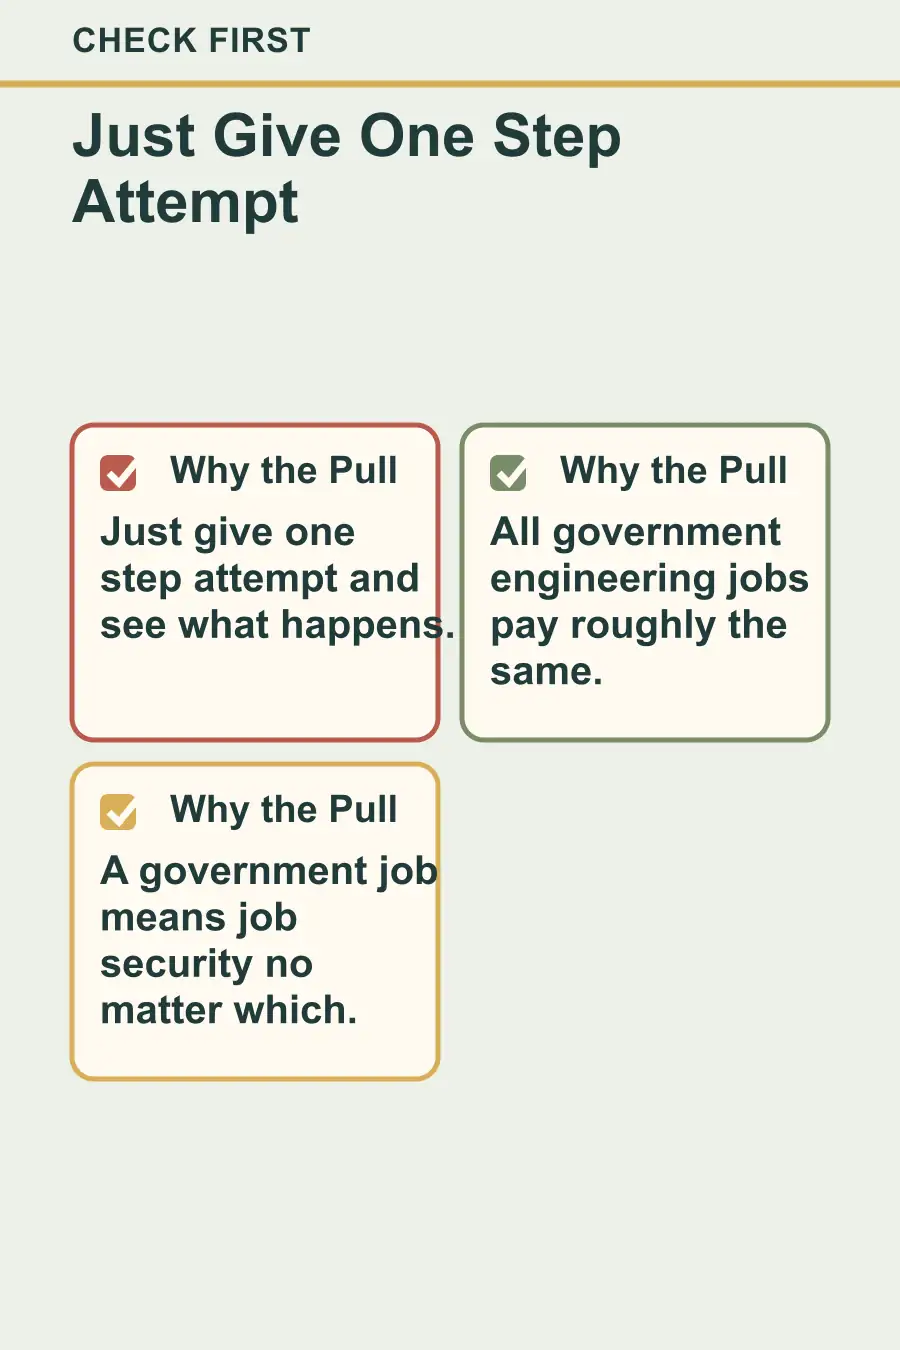 CHECK FIRST
Just Give One Step
Attempt
Why the Pull
Just give one
step attempt and
see what happens.
Why the Pull
All government
engineering jobs
pay roughly the
same.
Why the Pull
A government job
means job
security no
matter which.